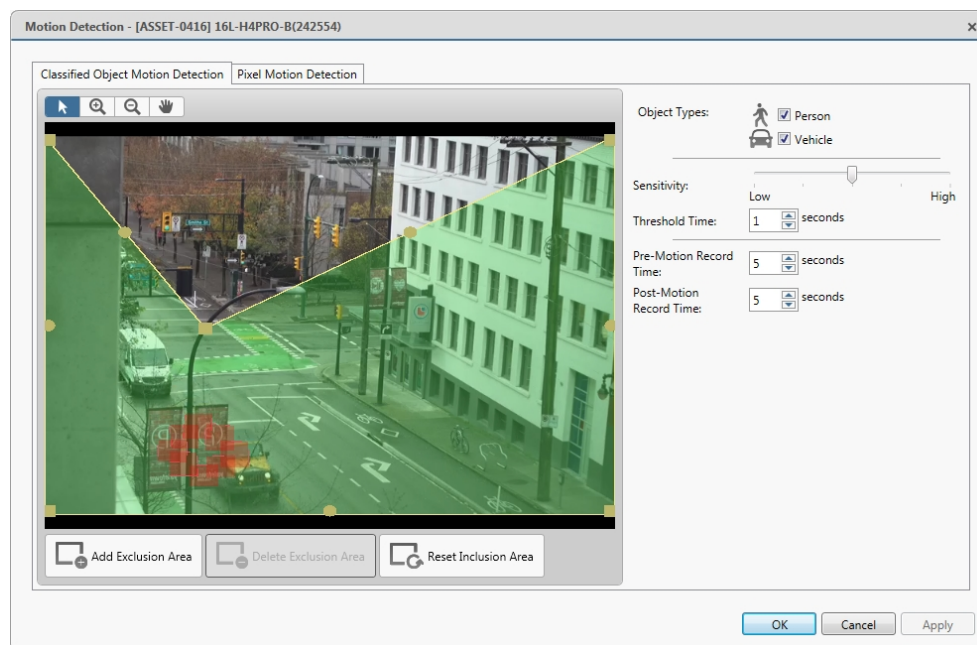 Motion Detection - [ASSET-0416] 16L-H4PRO-B(242554)
Classified Object Motion Detection
Pixel Motion Detection
Object Types:
Person
Vehicle
Sensitivity:
Low
High
Threshold Time:
1
seconds
Pre-Motion Record
Time:
5
seconds
Post-Motion
Record Time:
5
seconds
Add Exclusion Area
Delete Exclusion Area
Reset Inclusion Area
OK
Cancel
Apply